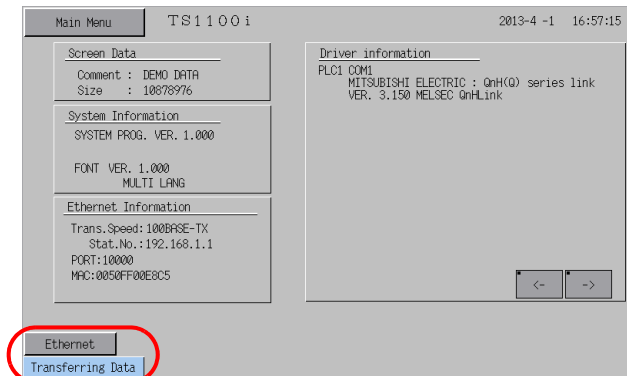 Main Menu TS1100i 2013-4 -1 16:57:15
Screen Data
Comment : DEMO DATA
Size : 10878976
System Information
SYSTEM PROG. VER. 1.000
FONT VER. 1.000
MULTI LANG
Ethernet Information
Trans.Speed:100BASE-TX
Stat.No.:192.168.1.1
PORT:10000
MAC:0050FF00E8C5
Driver information
PLC1 COM1
MITSUBISHI ELECTRIC : QnH(Q) series link
VER. 3.150 MELSEC QnHLink
<- ->
Ethernet
Transferring Data